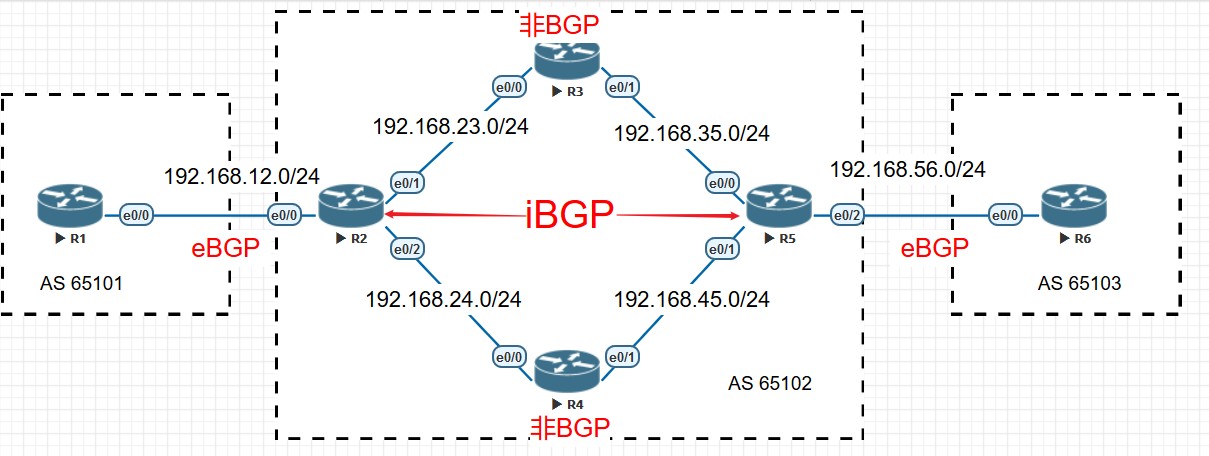 非BGP
e0/0
▶ R3
e0/1
192.168.23.0/24
192.168.35.0/24
192.168.12.0/24
192.168.56.0/24
e0/1
e0/0
e0/0
e0/0
iBGP
e0/2
e0/0
▶ R1
▶ R2
▶ R5
▶ R6
eBGP
e0/2
e0/1
eBGP
AS 65101
AS 65103
192.168.24.0/24
192.168.45.0/24
e0/0
e0/1
AS 65102
▶ R4
非BGP